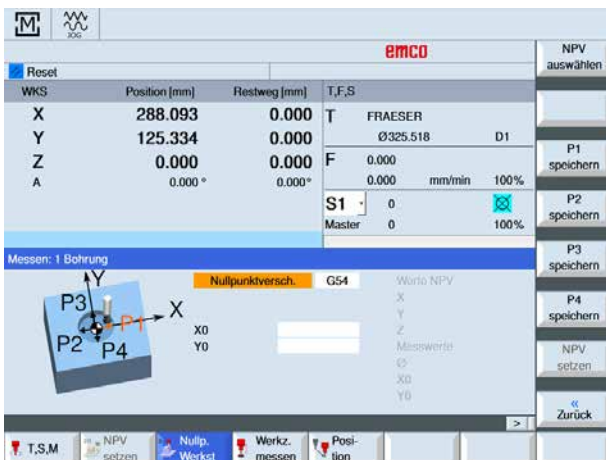 M
JOG
emco
NPV auswählen
Reset
WKS Position [mm] Restweg [mm] T,F,S
X 288.093 0.000 T FRAESER
Y 125.334 0.000 Ø325.518 D1
Z 0.000 0.000 F 0.000
A 0.000 ° 0.000° 0.000 mm/min 100%
S1 0
Master 0 100%
P1 speichern
P2 speichern
P3 speichern
P4 speichern
NPV setzen
« Zurück
Messen: 1 Bohrung
Y
P3
X
P1
P2
P4
Nullpunktversch. G54 Werte NPV
X
Y
X0 Z
Y0 Messwerte
Ø
X0
Y0
>
T,S,M
NPV setzen
Nullp. Werkst
Werkz. messen
Posi-
tion